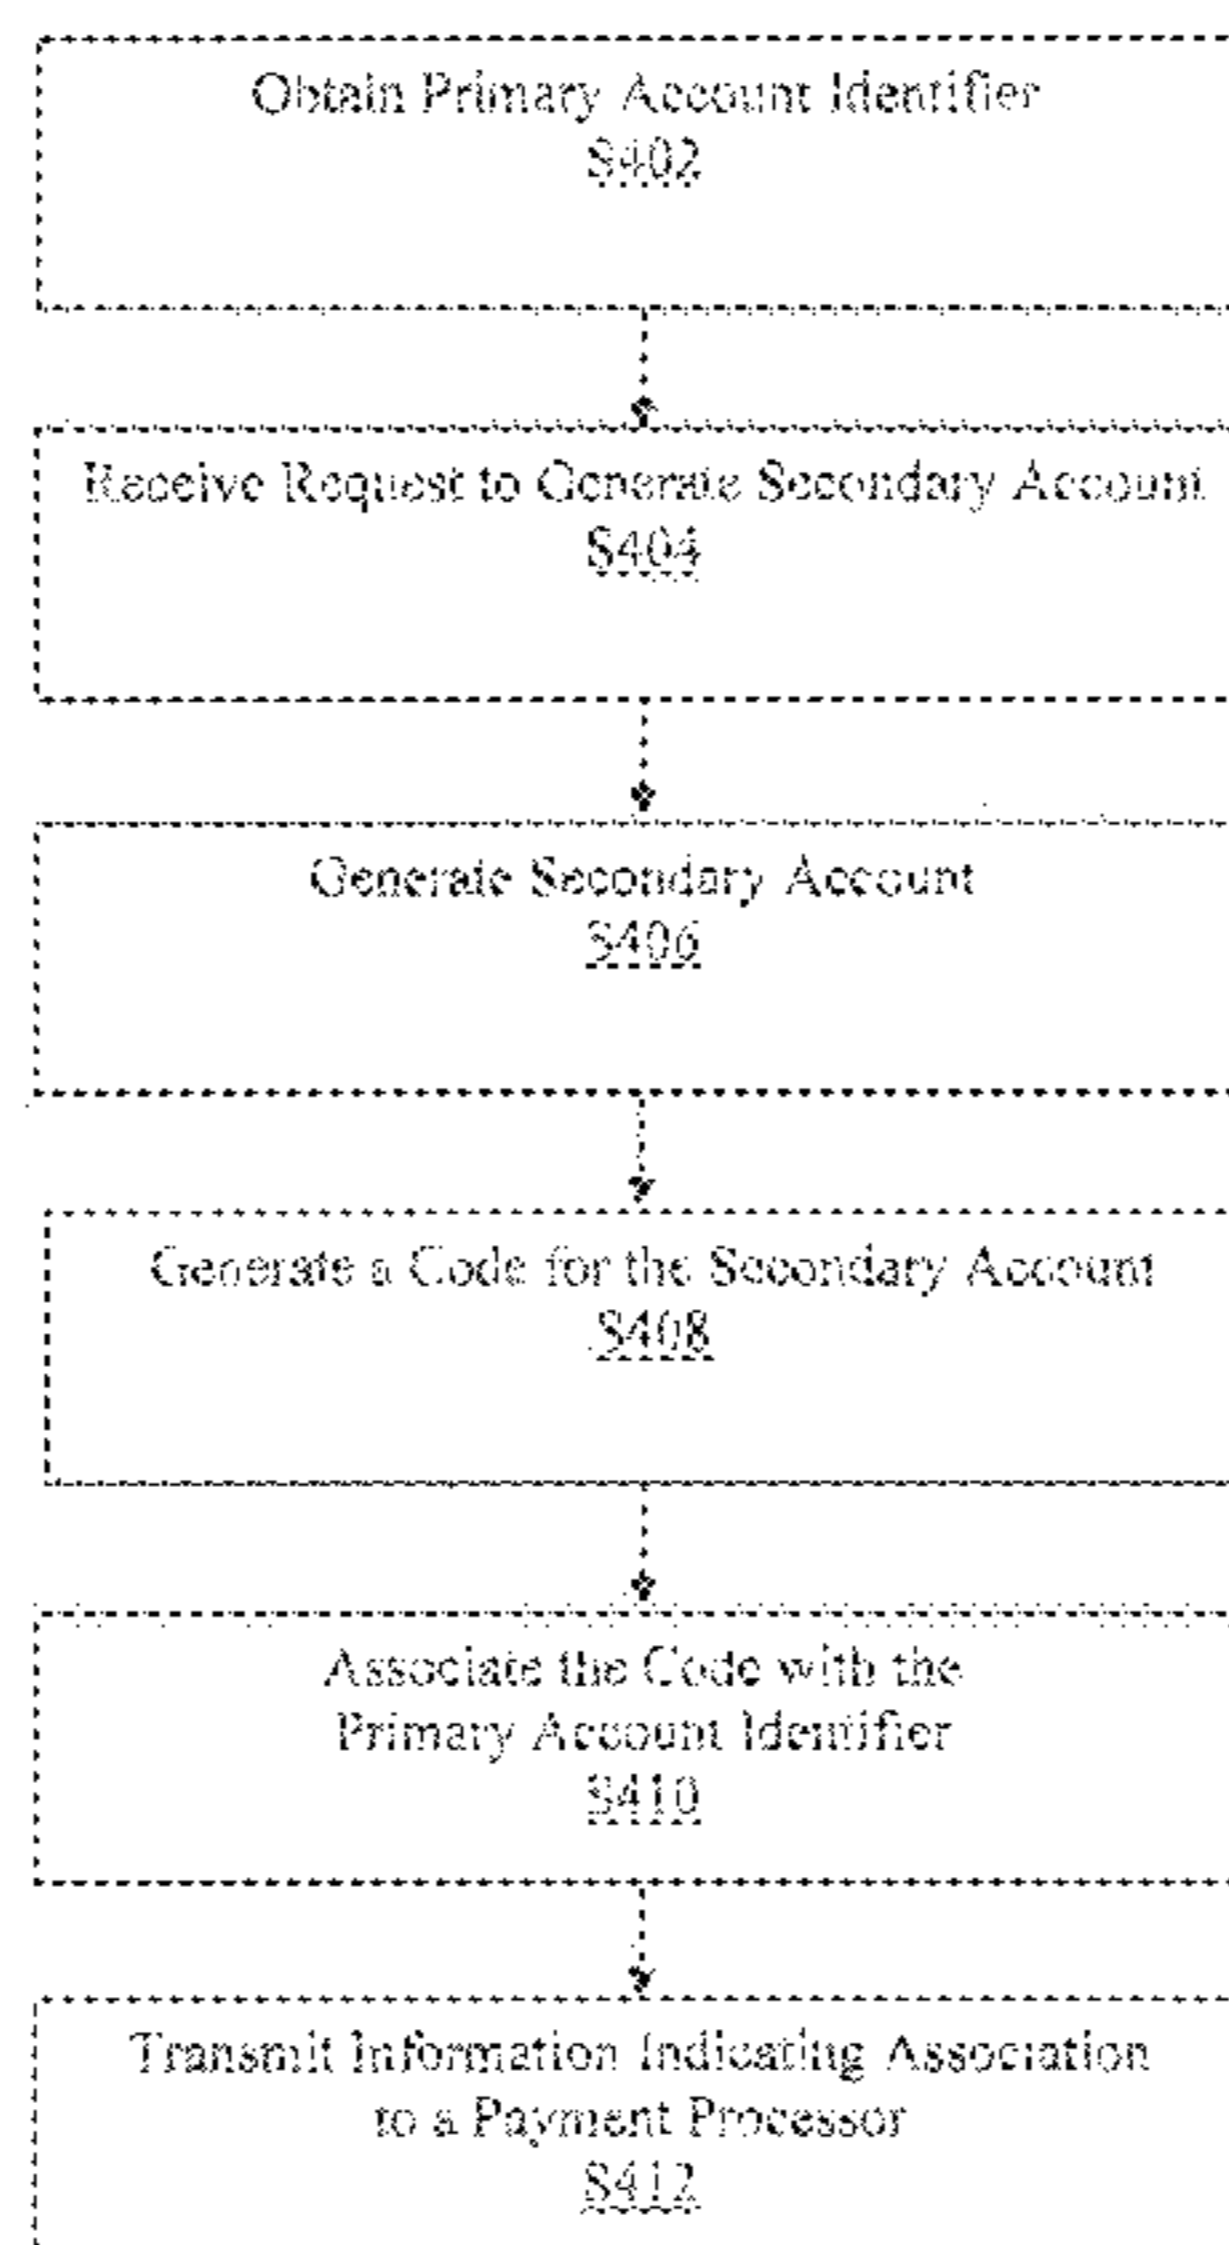 Obtain Primary Account Identifier
S402
Receive Request to Generate Secondary Account
S404
Generate Secondary Account
S406
Generate a Code for the Secondary Account
S408
Associate the Code with the
Primary Account Identifier
S410
Transmit Information Indicating Association
to a Payment Processor
S412